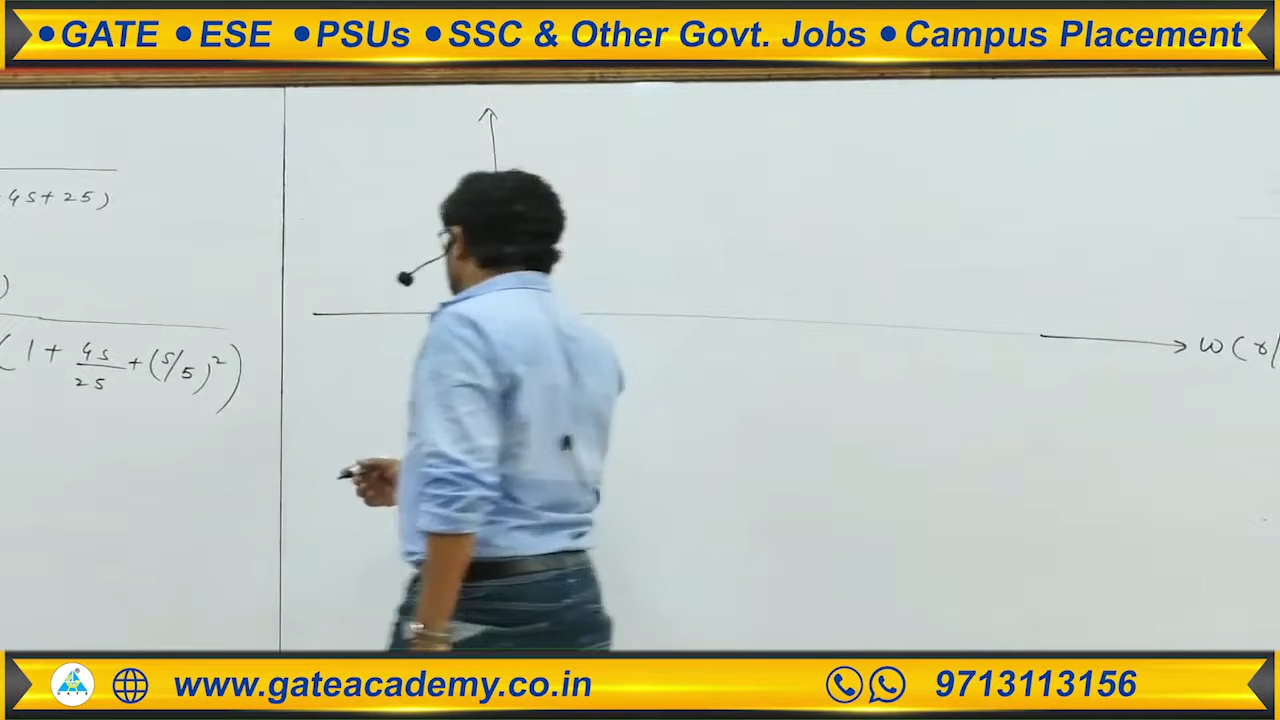 •GATE •ESE •PSUs •SSC & Other Govt. Jobs •Campus Placement
4s+25)
)
(1 + 4s/25 + (s/5)²)
ω(r/
GATE
www.gateacademy.co.in
9713113156